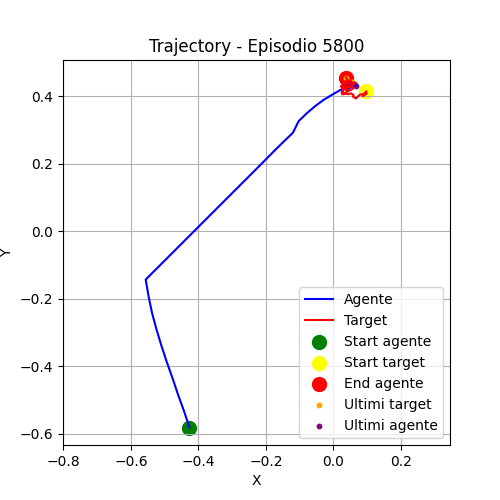 Trajectory - Episodio 5800
Y
0.4
0.2
0.0
−0.2
−0.4
−0.6
−0.8
−0.6
−0.4
−0.2
0.0
0.2
X
Agente
Target
Start agente
Start target
End agente
Ultimi target
Ultimi agente